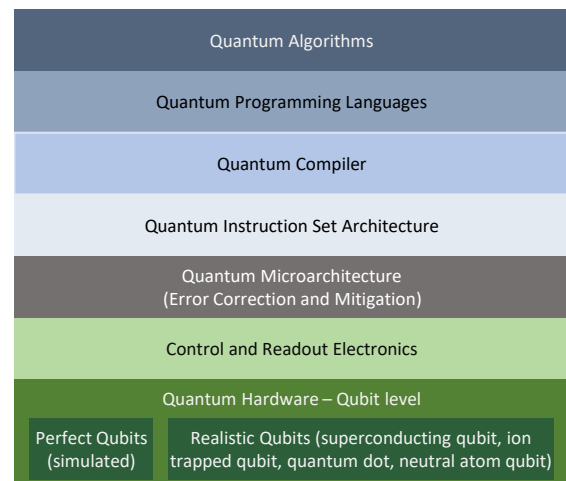 Quantum Algorithms
Quantum Programming Languages
Quantum Compiler
Quantum Instruction Set Architecture
Quantum Microarchitecture
(Error Correction and Mitigation)
Control and Readout Electronics
Quantum Hardware – Qubit level
Perfect Qubits
(simulated)
Realistic Qubits (superconducting qubit, ion
trapped qubit, quantum dot, neutral atom qubit)